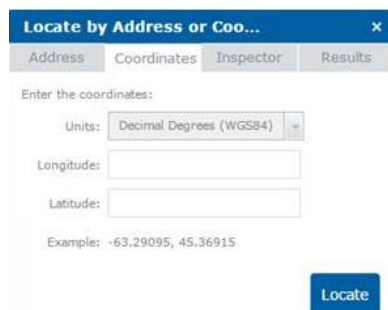 Locate by Address or Coo... ×
Address Coordinates Inspector Results
Enter the coordinates:
Units: Decimal Degrees (WGS84)
Longitude:
Latitude:
Example: -63.29095, 45.36915
Locate